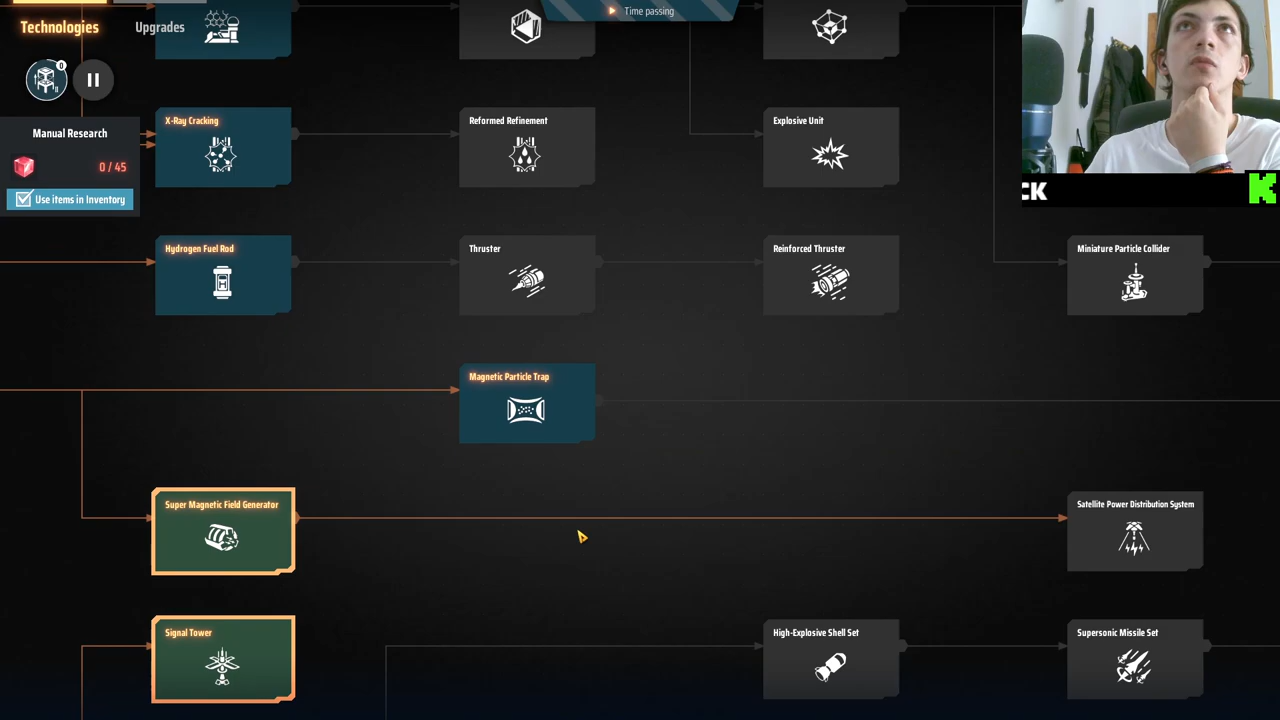 Technologies
Upgrades
Time passing
0
Manual Research
0 / 45
Use items in Inventory
X-Ray Cracking
Reformed Refinement
Explosive Unit
CK
Hydrogen Fuel Rod
Thruster
Reinforced Thruster
Miniature Particle Collider
Magnetic Particle Trap
Super Magnetic Field Generator
Satellite Power Distribution System
Signal Tower
High-Explosive Shell Set
Supersonic Missile Set